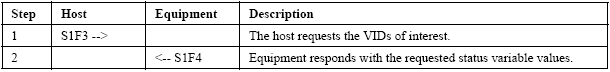 Step Host Equipment Description
1 S1F3 --> The host requests the VIDs of interest.
2 <-- S1F4 Equipment responds with the requested status variable values.